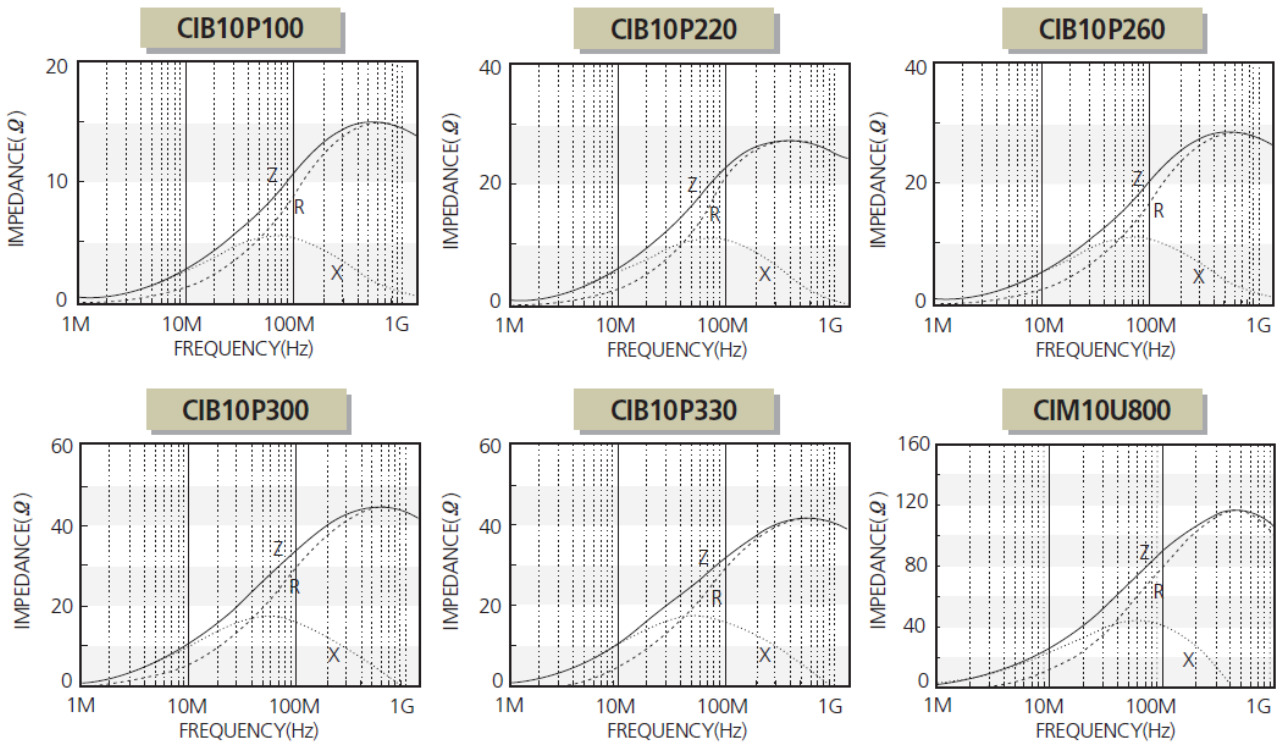 CIB10P100
20
10
0
IMPEDANCE(Ω)
Z
R
X
1M 10M 100M 1G
FREQUENCY(Hz)
CIB10P220
40
20
0
IMPEDANCE(Ω)
Z
R
X
1M 10M 100M 1G
FREQUENCY(Hz)
CIB10P260
40
20
0
IMPEDANCE(Ω)
Z
R
X
1M 10M 100M 1G
FREQUENCY(Hz)
CIB10P300
60
40
20
0
IMPEDANCE(Ω)
Z
R
X
1M 10M 100M 1G
FREQUENCY(Hz)
CIB10P330
60
40
20
0
IMPEDANCE(Ω)
Z
R
X
1M 10M 100M 1G
FREQUENCY(Hz)
CIM10U800
160
120
80
40
0
IMPEDANCE(Ω)
Z
R
X
1M 10M 100M 1G
FREQUENCY(Hz)